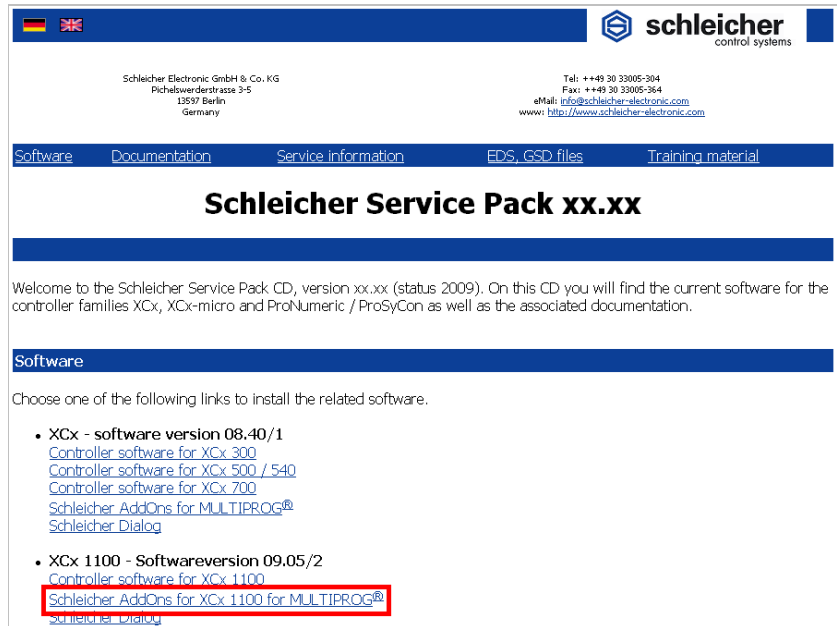 schleicher
control systems
Schleicher Electronic GmbH & Co. KG
Pichelswerderstrasse 3-5
13597 Berlin
Germany
Tel: ++49 30 33005-304
Fax: ++49 30 33005-364
eMail: info@schleicher-electronic.com
www: http://www.schleicher-electronic.com
Software Documentation Service information EDS, GSD files Training material
Schleicher Service Pack xx.xx
Welcome to the Schleicher Service Pack CD, version xx.xx (status 2009). On this CD you will find the current software for the
controller families XCx, XCx-micro and ProNumeric / ProSyCon as well as the associated documentation.
Software
Choose one of the following links to install the related software.
• XCx - software version 08.40/1
Controller software for XCx 300
Controller software for XCx 500 / 540
Controller software for XCx 700
Schleicher AddOns for MULTIPROG®
Schleicher Dialog
• XCx 1100 - Softwareversion 09.05/2
Controller software for XCx 1100
Schleicher AddOns for XCx 1100 for MULTIPROG®
Schleicher Dialog